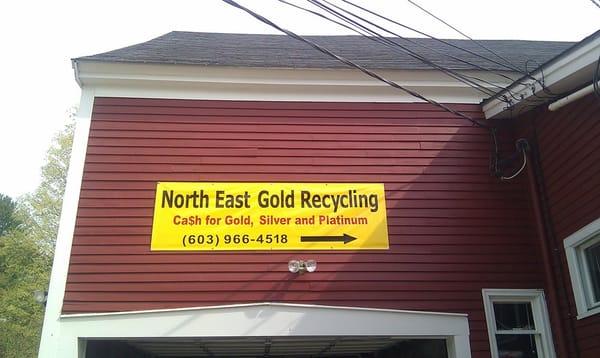 North East Gold Recycling
Ca$h for Gold, Silver and Platinum
(603) 966-4518